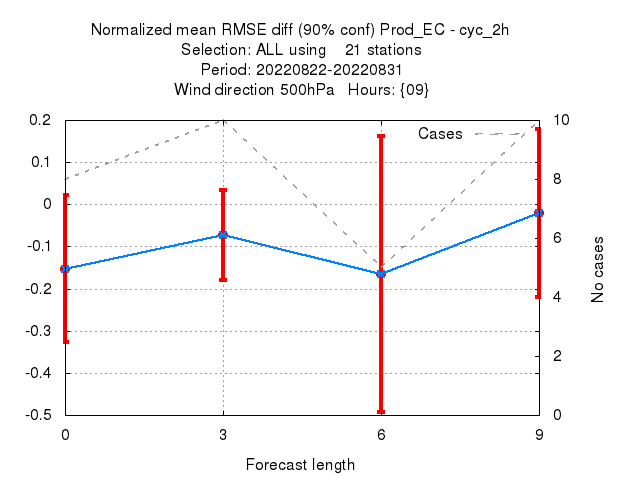 Normalized mean RMSE diff (90% conf) Prod_EC - cyc_2h
Selection: ALL using    21 stations
Period: 20220822-20220831
Wind direction 500hPa   Hours: {09}
Cases
0.2
0.1
0
-0.1
-0.2
-0.3
-0.4
-0.5
10
8
6
4
2
0
No cases
0 3 6 9
Forecast length